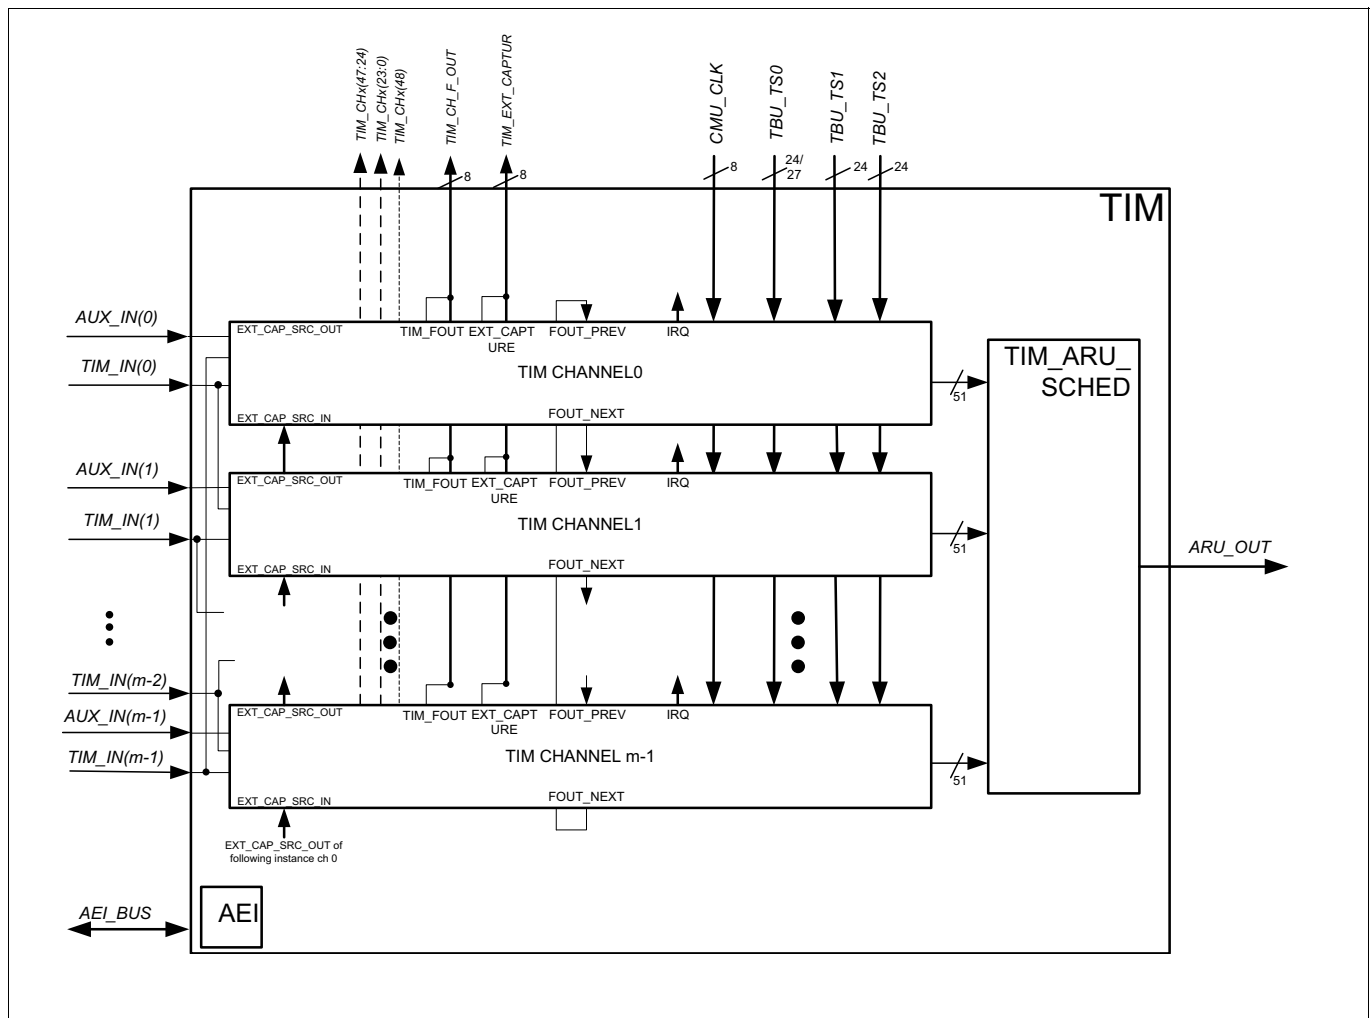 TIM_CHx(47:24)
TIM_CHx(23:0)
TIM_CHx(48)
TIM_CH_F_OUT
TIM_EXT_CAPTUR
CMU_CLK
TBU_TS0
TBU_TS1
TBU_TS2
8
8
8
24/
27
24
24
TIM
AUX_IN(0)
TIM_IN(0)
EXT_CAP_SRC_OUT
TIM_FOUT
EXT_CAPT
URE
FOUT_PREV
IRQ
TIM CHANNEL0
EXT_CAP_SRC_IN
FOUT_NEXT
51
TIM_ARU_
SCHED
AUX_IN(1)
TIM_IN(1)
EXT_CAP_SRC_OUT
TIM_FOUT
EXT_CAPT
URE
FOUT_PREV
IRQ
TIM CHANNEL1
EXT_CAP_SRC_IN
FOUT_NEXT
51
ARU_OUT
TIM_IN(m-2)
AUX_IN(m-1)
TIM_IN(m-1)
EXT_CAP_SRC_OUT
TIM_FOUT
EXT_CAPT
URE
FOUT_PREV
IRQ
TIM CHANNEL m-1
EXT_CAP_SRC_IN
FOUT_NEXT
51
EXT_CAP_SRC_OUT of
following instance ch 0
AEI_BUS
AEI